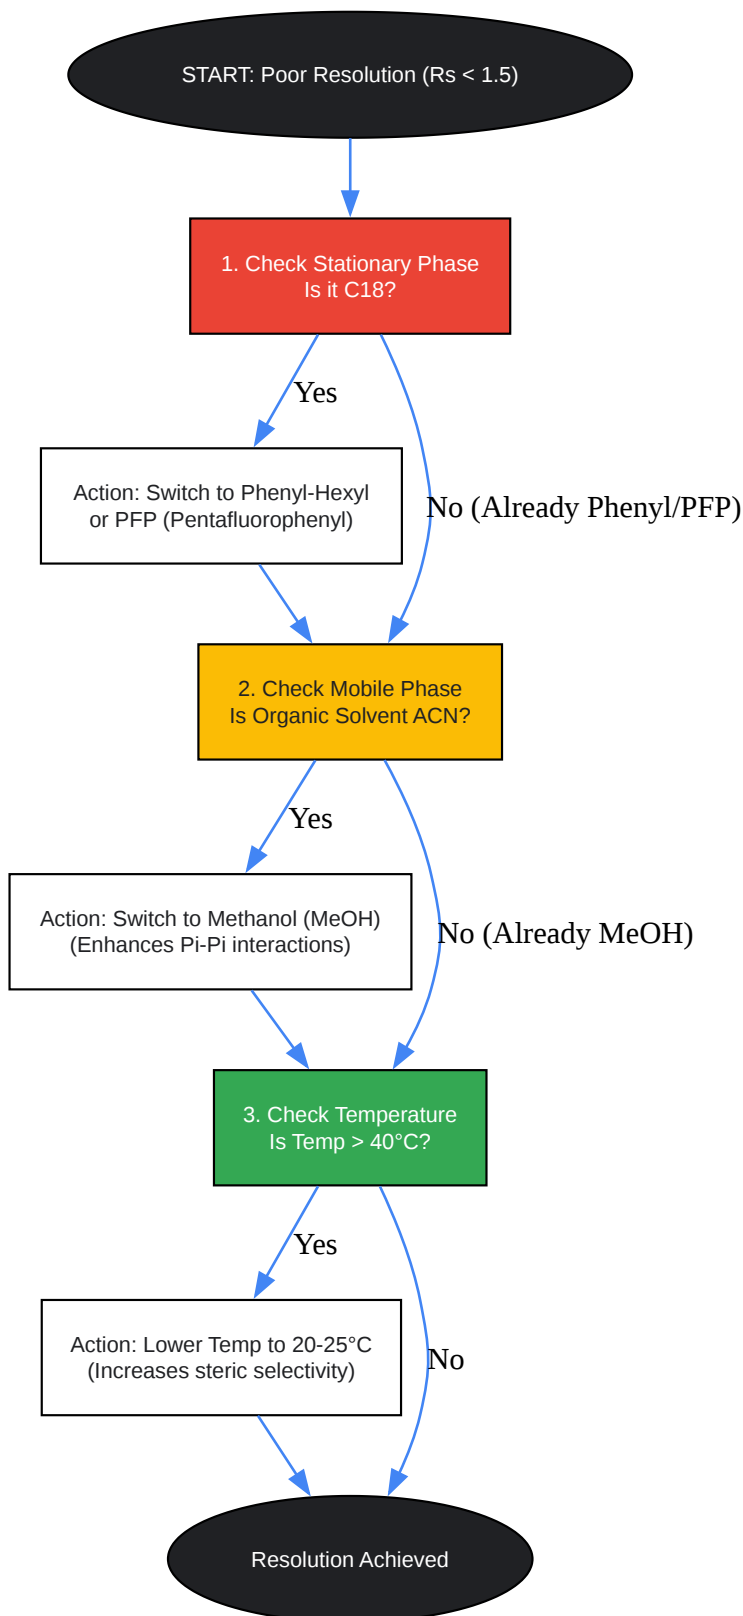 START: Poor Resolution (Rs < 1.5)
1. Check Stationary Phase
Is it C18?
Yes
Action: Switch to Phenyl-Hexyl
or PFP (Pentafluorophenyl)
No (Already Phenyl/PFP)
2. Check Mobile Phase
Is Organic Solvent ACN?
Yes
Action: Switch to Methanol (MeOH)
(Enhances Pi-Pi interactions)
No (Already MeOH)
3. Check Temperature
Is Temp > 40°C?
Yes
Action: Lower Temp to 20-25°C
(Increases steric selectivity)
No
Resolution Achieved